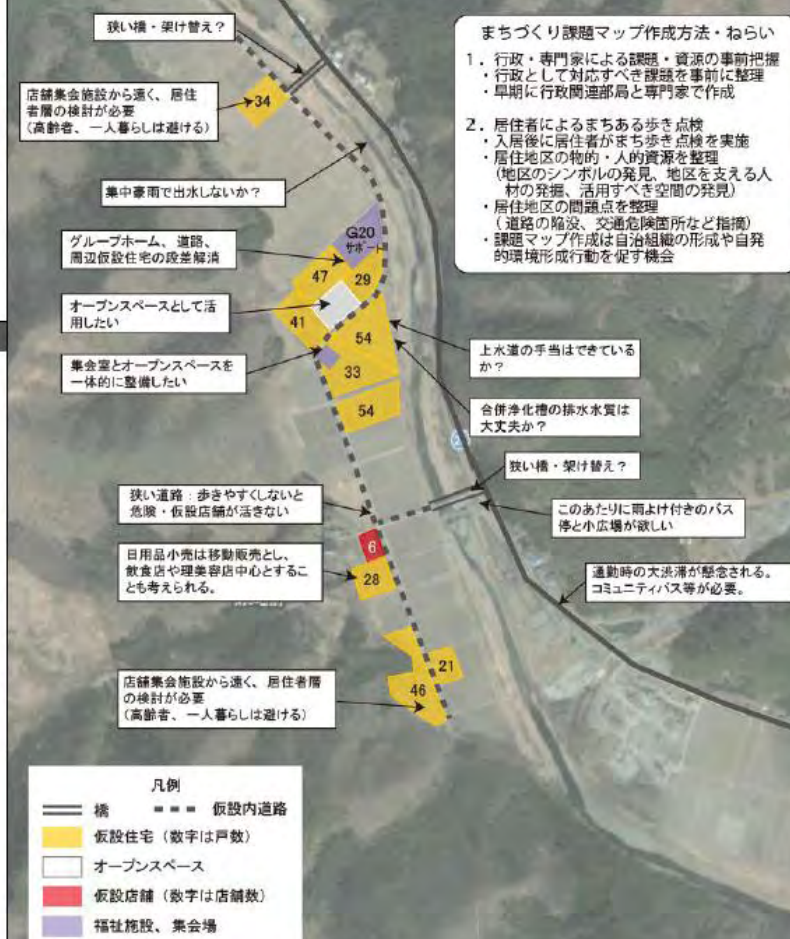 狭い橋・架け替え？
まちづくり課題マップ作成方法・ねらい
1．行政・専門家による課題・資源の事前把握
・行政として対応すべき課題を事前に整理
・早期に行政関連部局と専門家で作成
2．居住者によるまちある歩き点検
・入居後に居住者がまち歩き点検を実施
・居住地区の物的・人的資源を整理
（地区のシンボルの発見、地区を支える人
材の発掘、活用すべき空間の発見）
・居住地区の問題点を整理
（道路の陥没、交通危険箇所など指摘）
・課題マップ作成は自治組織の形成や自発
的環境形成行動を促す機会
店舗集会施設から遠く、居住
者層の検討が必要
（高齢者、一人暮らしは避ける）
34
集中豪雨で出水しないか？
グループホーム、道路、
周辺仮設住宅の段差解消
G20
サポート
47
29
オープンスペースとして活
用したい
41
54
集会室とオープンスペースを
一体的に整備したい
33
54
上水道の手当はできている
か？
合併浄化槽の排水水質は
大丈夫か？
狭い橋・架け替え？
狭い道路：歩きやすくしないと
危険・仮設店舗が活きない
このあたりに雨よけ付きのバス
停と小広場が欲しい
日用品小売は移動販売とし、
飲食店や理美容店中心とするこ
とも考えられる。
6
28
通勤時の大渋滞が懸念される。
コミュニティバス等が必要。
21
46
店舗集会施設から遠く、居住者層
の検討が必要
（高齢者、一人暮らしは避ける）
凡例
橋
仮設内道路
仮設住宅（数字は戸数）
オープンスペース
仮設店舗（数字は店舗数）
福祉施設、集会場